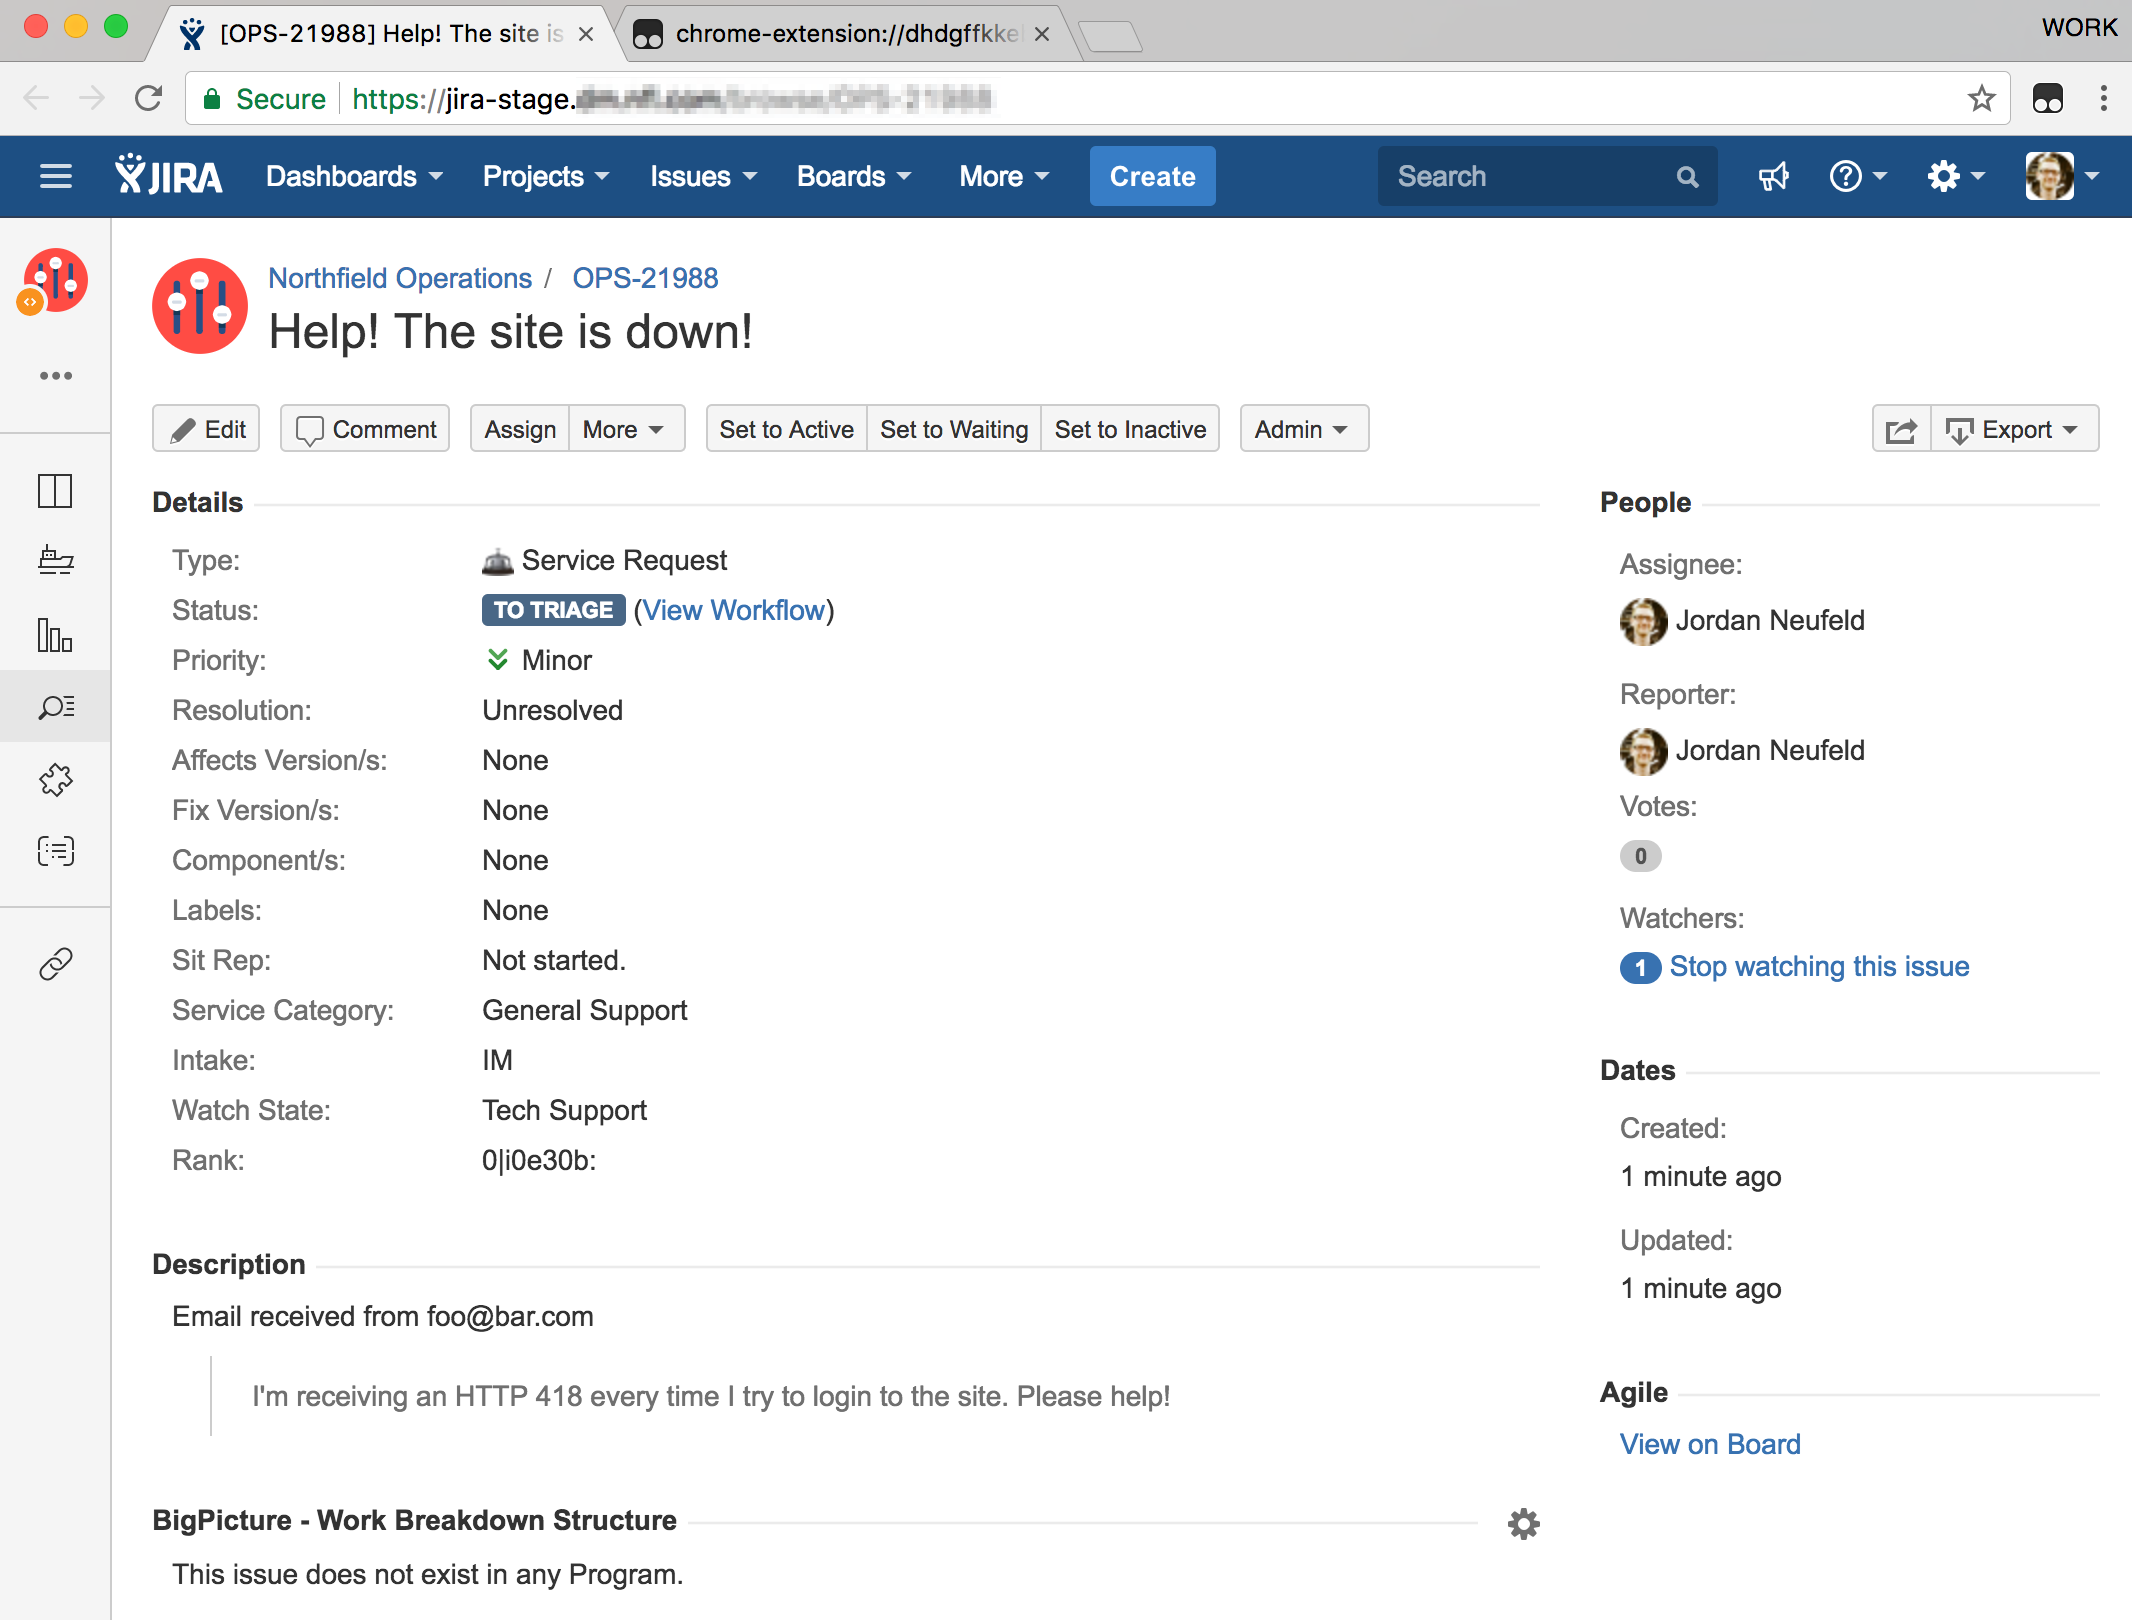 [OPS-21988] Help! The site is
chrome-extension://dhdgffkkel
WORK
Secure
https://jira-stage.
JIRA
Dashboards
Projects
Issues
Boards
More
Create
Search
Northfield Operations / OPS-21988
Help! The site is down!
Edit
Comment
Assign
More
Set to Active
Set to Waiting
Set to Inactive
Admin
Export
Details
Type: Service Request
Status: TO TRIAGE (View Workflow)
Priority: Minor
Resolution: Unresolved
Affects Version/s: None
Fix Version/s: None
Component/s: None
Labels: None
Sit Rep: Not started.
Service Category: General Support
Intake: IM
Watch State: Tech Support
Rank: 0|i0e30b:
Description
Email received from foo@bar.com
I'm receiving an HTTP 418 every time I try to login to the site. Please help!
BigPicture - Work Breakdown Structure
This issue does not exist in any Program.
People
Assignee:
Jordan Neufeld
Reporter:
Jordan Neufeld
Votes:
0
Watchers:
1 Stop watching this issue
Dates
Created:
1 minute ago
Updated:
1 minute ago
Agile
View on Board